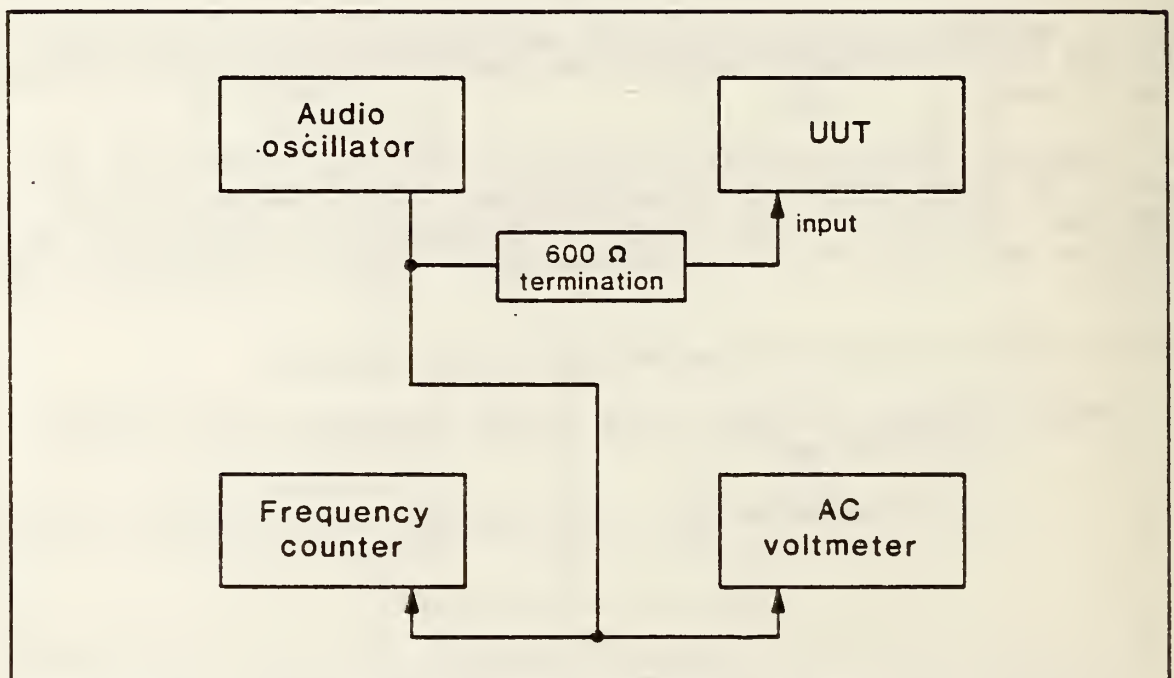 Audio
oscillator
UUT
input
600 Ω
termination
Frequency
counter
AC
voltmeter